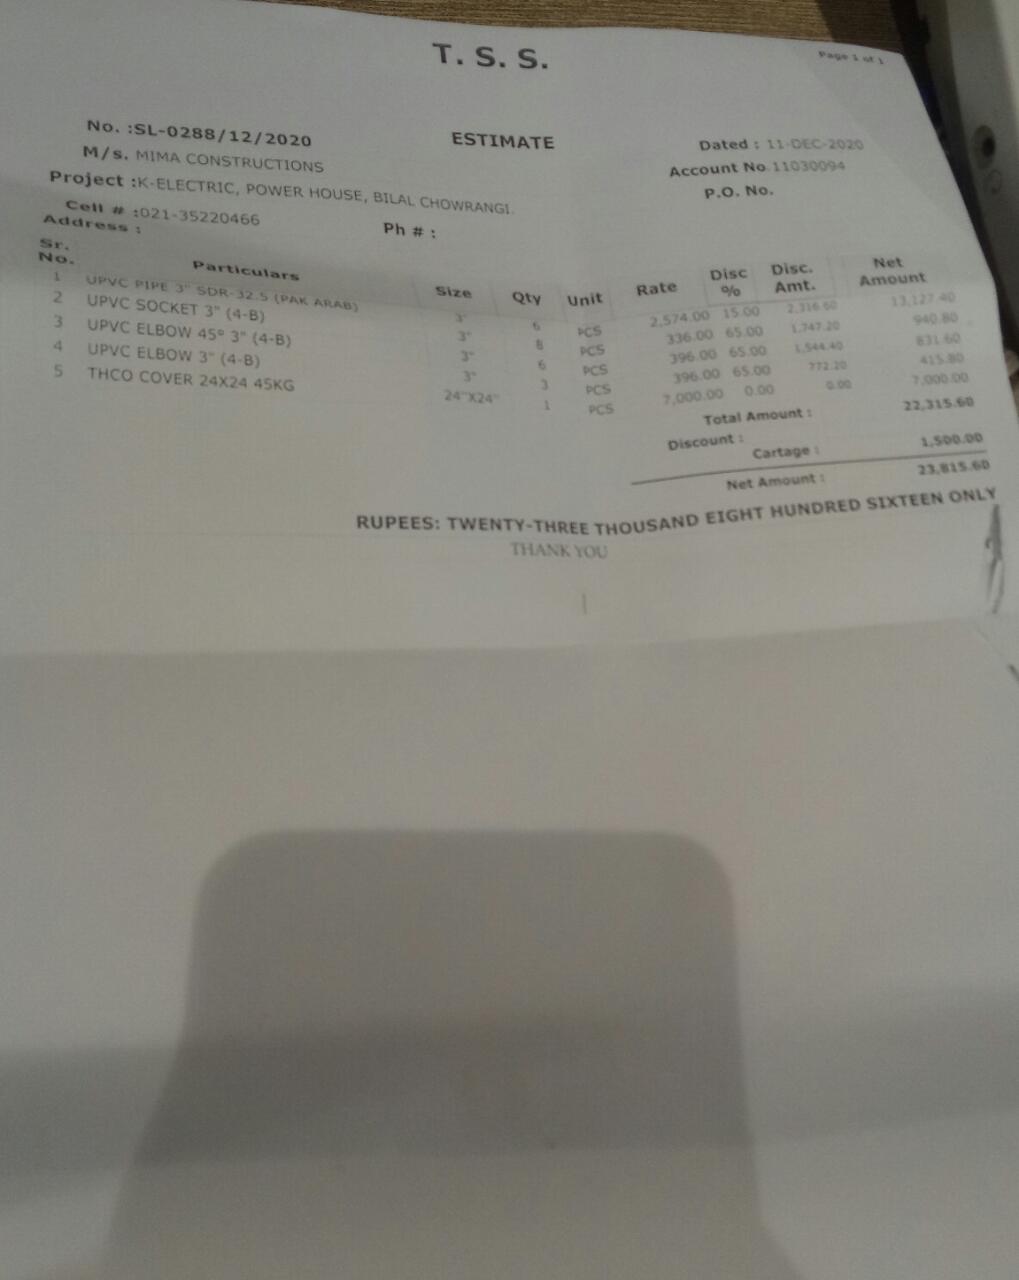 T. S. S.
Page 1 of 1
No. :SL-0288/12/2020 ESTIMATE Dated : 11-DEC-2020
M/s. MIMA CONSTRUCTIONS Account No 11030094
Project :K-ELECTRIC, POWER HOUSE, BILAL CHOWRANGI. P.O. No.
Cell # :021-35220466 Ph # :
Address :
Sr. No. Particulars Size Qty Unit Rate Disc % Disc. Amt. Net Amount
1 UPVC PIPE 3" SDR-32.5 (PAK ARAB) 3" 6 PCS 2,574.00 15.00 2,316.60 13,127.40
2 UPVC SOCKET 3" (4-B) 3" 8 PCS 336.00 65.00 1,747.20 940.80
3 UPVC ELBOW 45° 3" (4-B) 3" 6 PCS 396.00 65.00 1,544.40 831.60
4 UPVC ELBOW 3" (4-B) 3" 3 PCS 396.00 65.00 772.20 415.80
5 THCO COVER 24X24 45KG 24"X24" 1 PCS 7,000.00 0.00 0.00 7,000.00
Total Amount : 22,315.60
Discount :
Cartage : 1,500.00
Net Amount : 23,815.60
RUPEES: TWENTY-THREE THOUSAND EIGHT HUNDRED SIXTEEN ONLY
THANK YOU